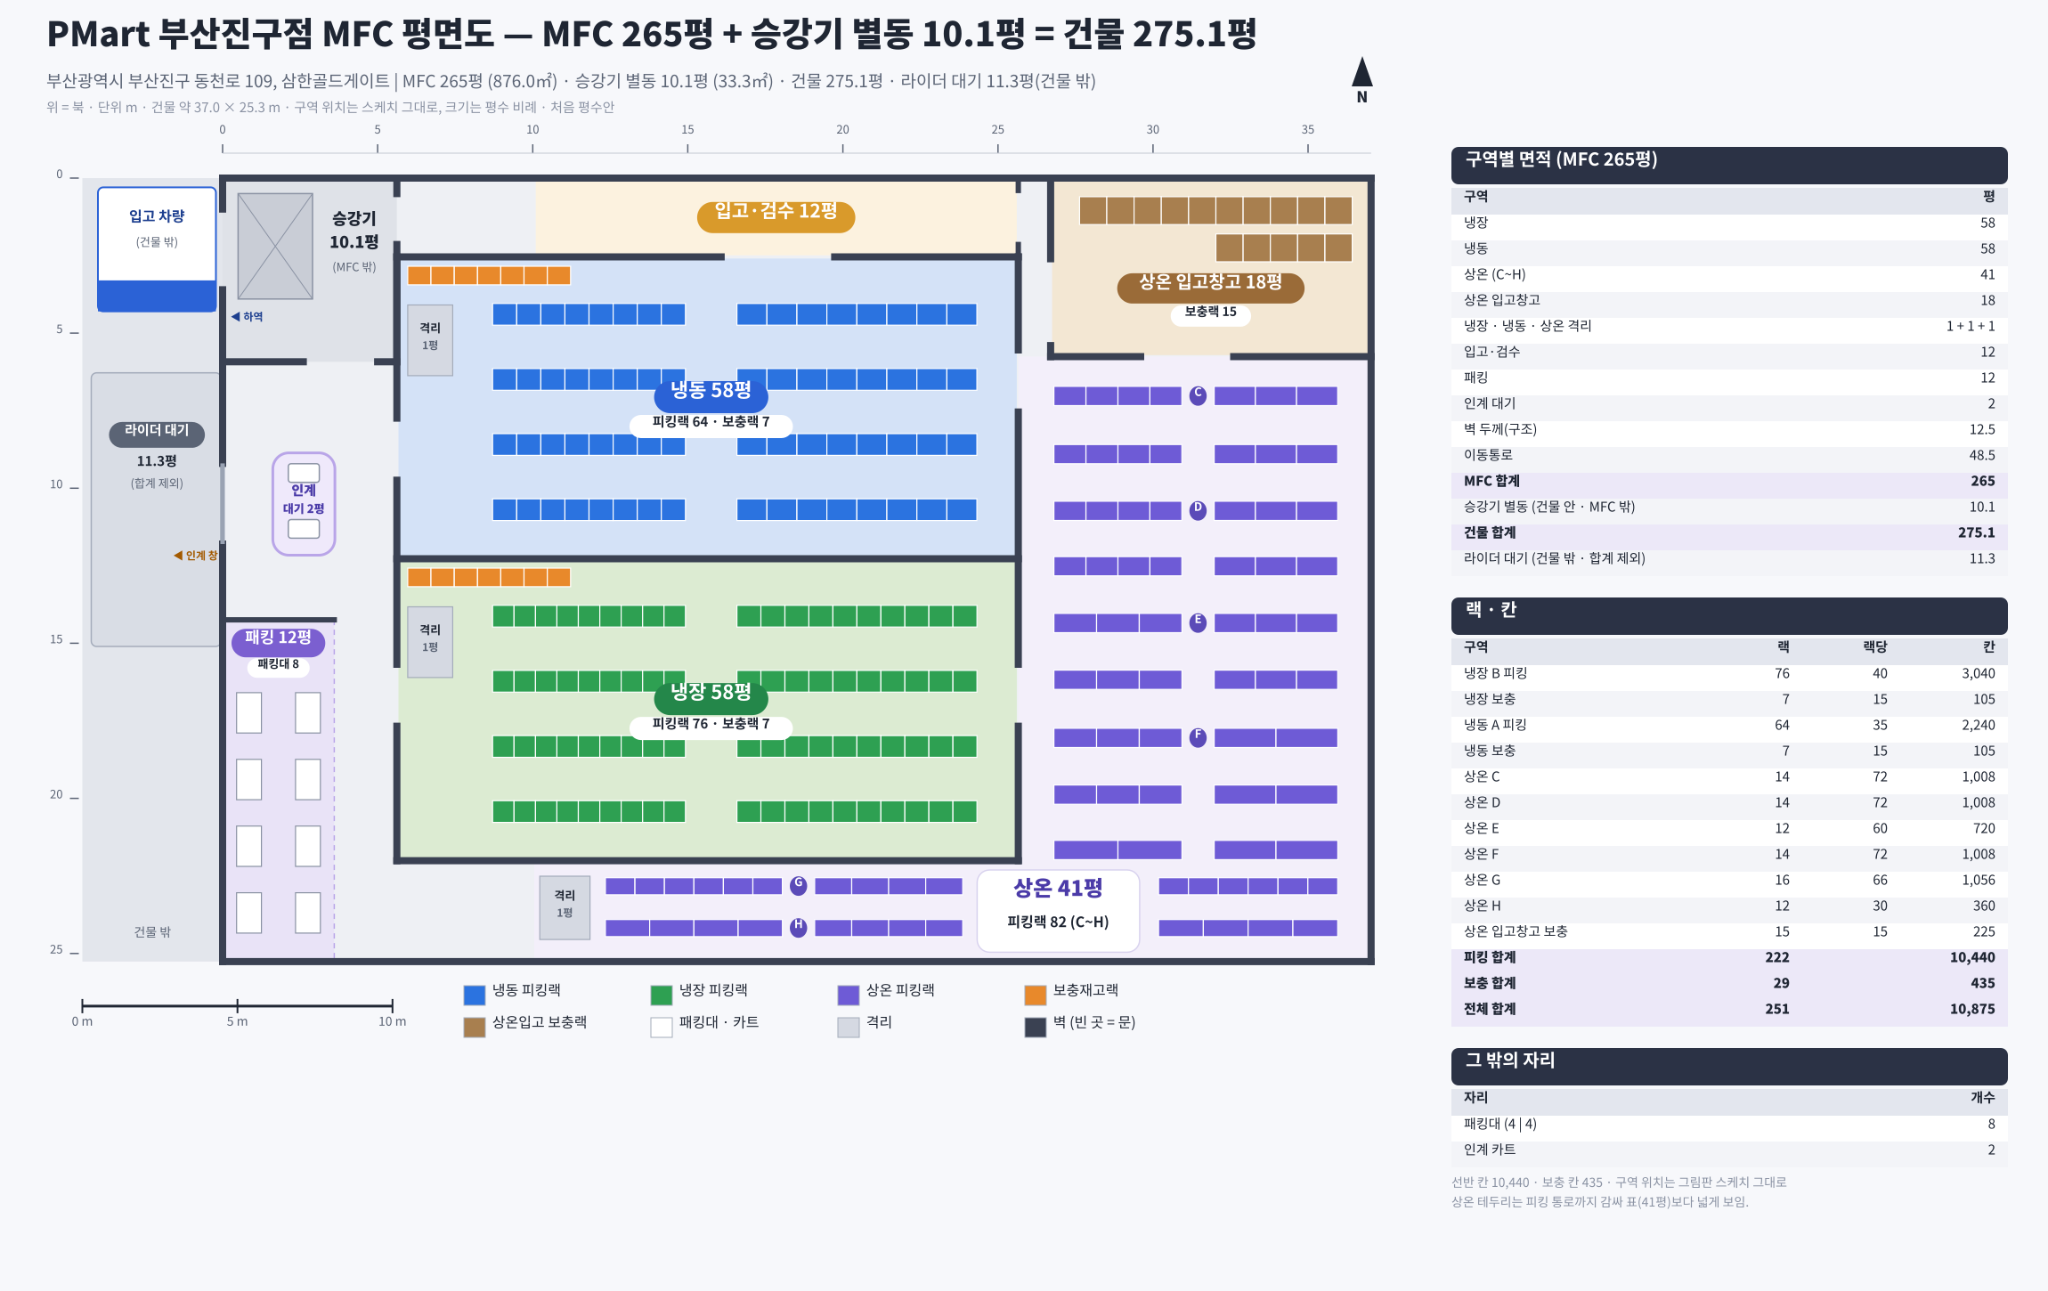 PMart 부산진구점 MFC 평면도 — MFC 265평 + 승강기 별동 10.1평 = 건물 275.1평
부산광역시 부산진구 동천로 109, 삼한골드게이트 | MFC 265평 (876.0㎡) · 승강기 별동 10.1평 (33.3㎡) · 건물 275.1평 · 라이더 대기 11.3평(건물 밖)
위 = 북 · 단위 m · 건물 약 37.0 × 25.3 m · 구역 위치는 스케치 그대로, 크기는 평수 비례 · 처음 평수안
N
0 5 10 15 20 25 30 35
0
5
10
15
20
25
입고 차량
(건물 밖)
승강기
10.1평
(MFC 밖)
◀ 하역
입고·검수 12평
상온 입고창고 18평
보충랙 15
격리
1평
냉동 58평
피킹랙 64 · 보충랙 7
라이더 대기
11.3평
(합계 제외)
인계
대기 2평
◀ 인계 창
패킹 12평
패킹대 8
격리
1평
냉장 58평
피킹랙 76 · 보충랙 7
C
D
E
F
G
H
격리
1평
상온 41평
피킹랙 82 (C~H)
건물 밖
0 m 5 m 10 m
냉동 피킹랙 냉장 피킹랙 상온 피킹랙 보충재고랙
상온입고 보충랙 패킹대 · 카트 격리 벽 (빈 곳 = 문)
구역별 면적 (MFC 265평)
구역 평
냉장 58
냉동 58
상온 (C~H) 41
상온 입고창고 18
냉장 · 냉동 · 상온 격리 1 + 1 + 1
입고·검수 12
패킹 12
인계 대기 2
벽 두께(구조) 12.5
이동통로 48.5
MFC 합계 265
승강기 별동 (건물 안 · MFC 밖) 10.1
건물 합계 275.1
라이더 대기 (건물 밖 · 합계 제외) 11.3
랙 · 칸
구역 랙 랙당 칸
냉장 B 피킹 76 40 3,040
냉장 보충 7 15 105
냉동 A 피킹 64 35 2,240
냉동 보충 7 15 105
상온 C 14 72 1,008
상온 D 14 72 1,008
상온 E 12 60 720
상온 F 14 72 1,008
상온 G 16 66 1,056
상온 H 12 30 360
상온 입고창고 보충 15 15 225
피킹 합계 222 10,440
보충 합계 29 435
전체 합계 251 10,875
그 밖의 자리
자리 개수
패킹대 (4 | 4) 8
인계 카트 2
선반 칸 10,440 · 보충 칸 435 · 구역 위치는 그림판 스케치 그대로
상온 테두리는 피킹 통로까지 감싸 표(41평)보다 넓게 보임.